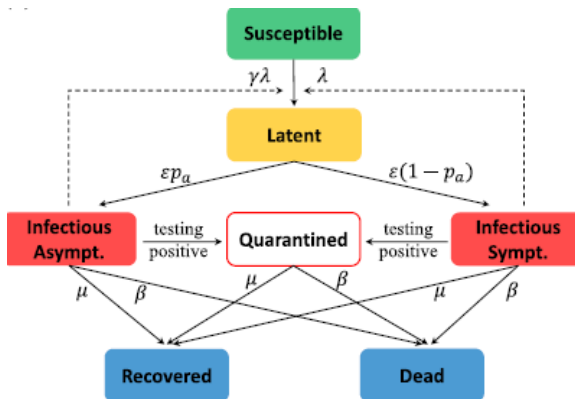 Susceptible
γλ
λ
Latent
εp_a
ε(1 − p_a)
Infectious
Asympt.
testing
positive
Quarantined
testing
positive
Infectious
Sympt.
μ
β
μ
β
μ
β
Recovered
Dead